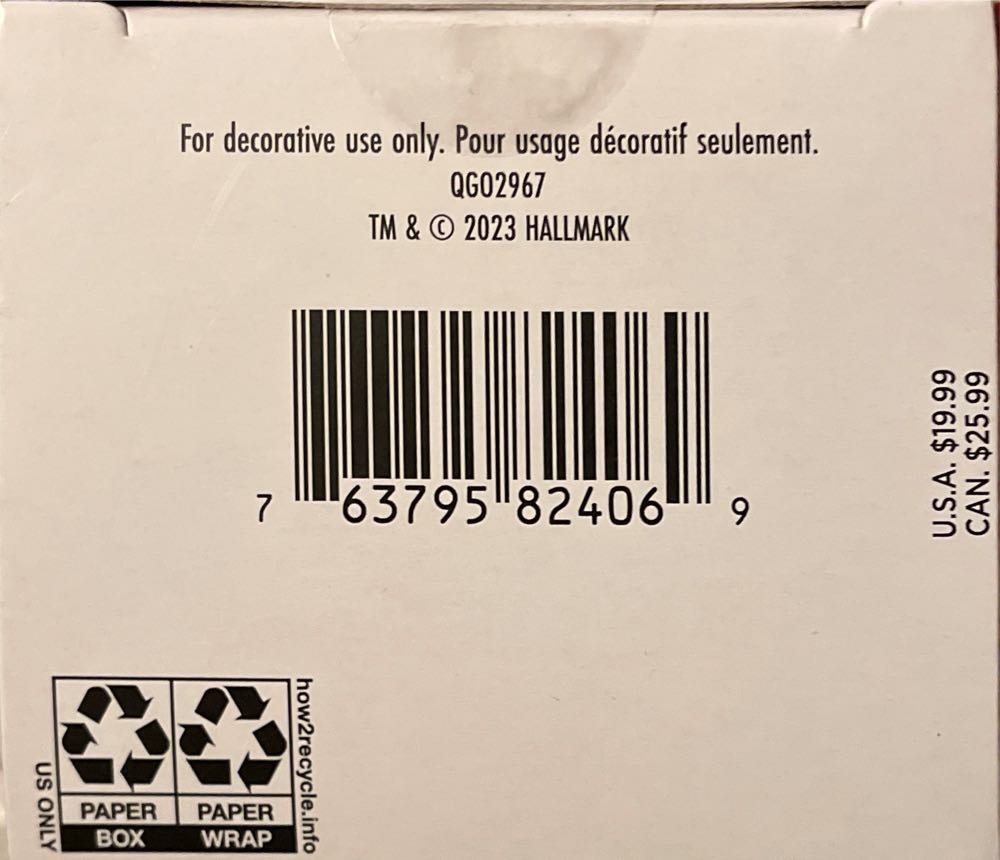 For decorative use only. Pour usage décoratif seulement.
QGO2967
TM & © 2023 HALLMARK
7 63795 82406 9
U.S.A. $19.99
CAN. $25.99
how2recycle.info
US ONLY
PAPER PAPER
BOX WRAP